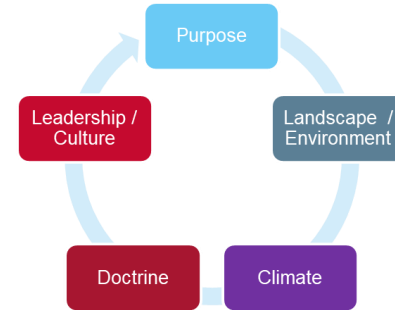 Purpose
Landscape /
Environment
Climate
Doctrine
Leadership /
Culture